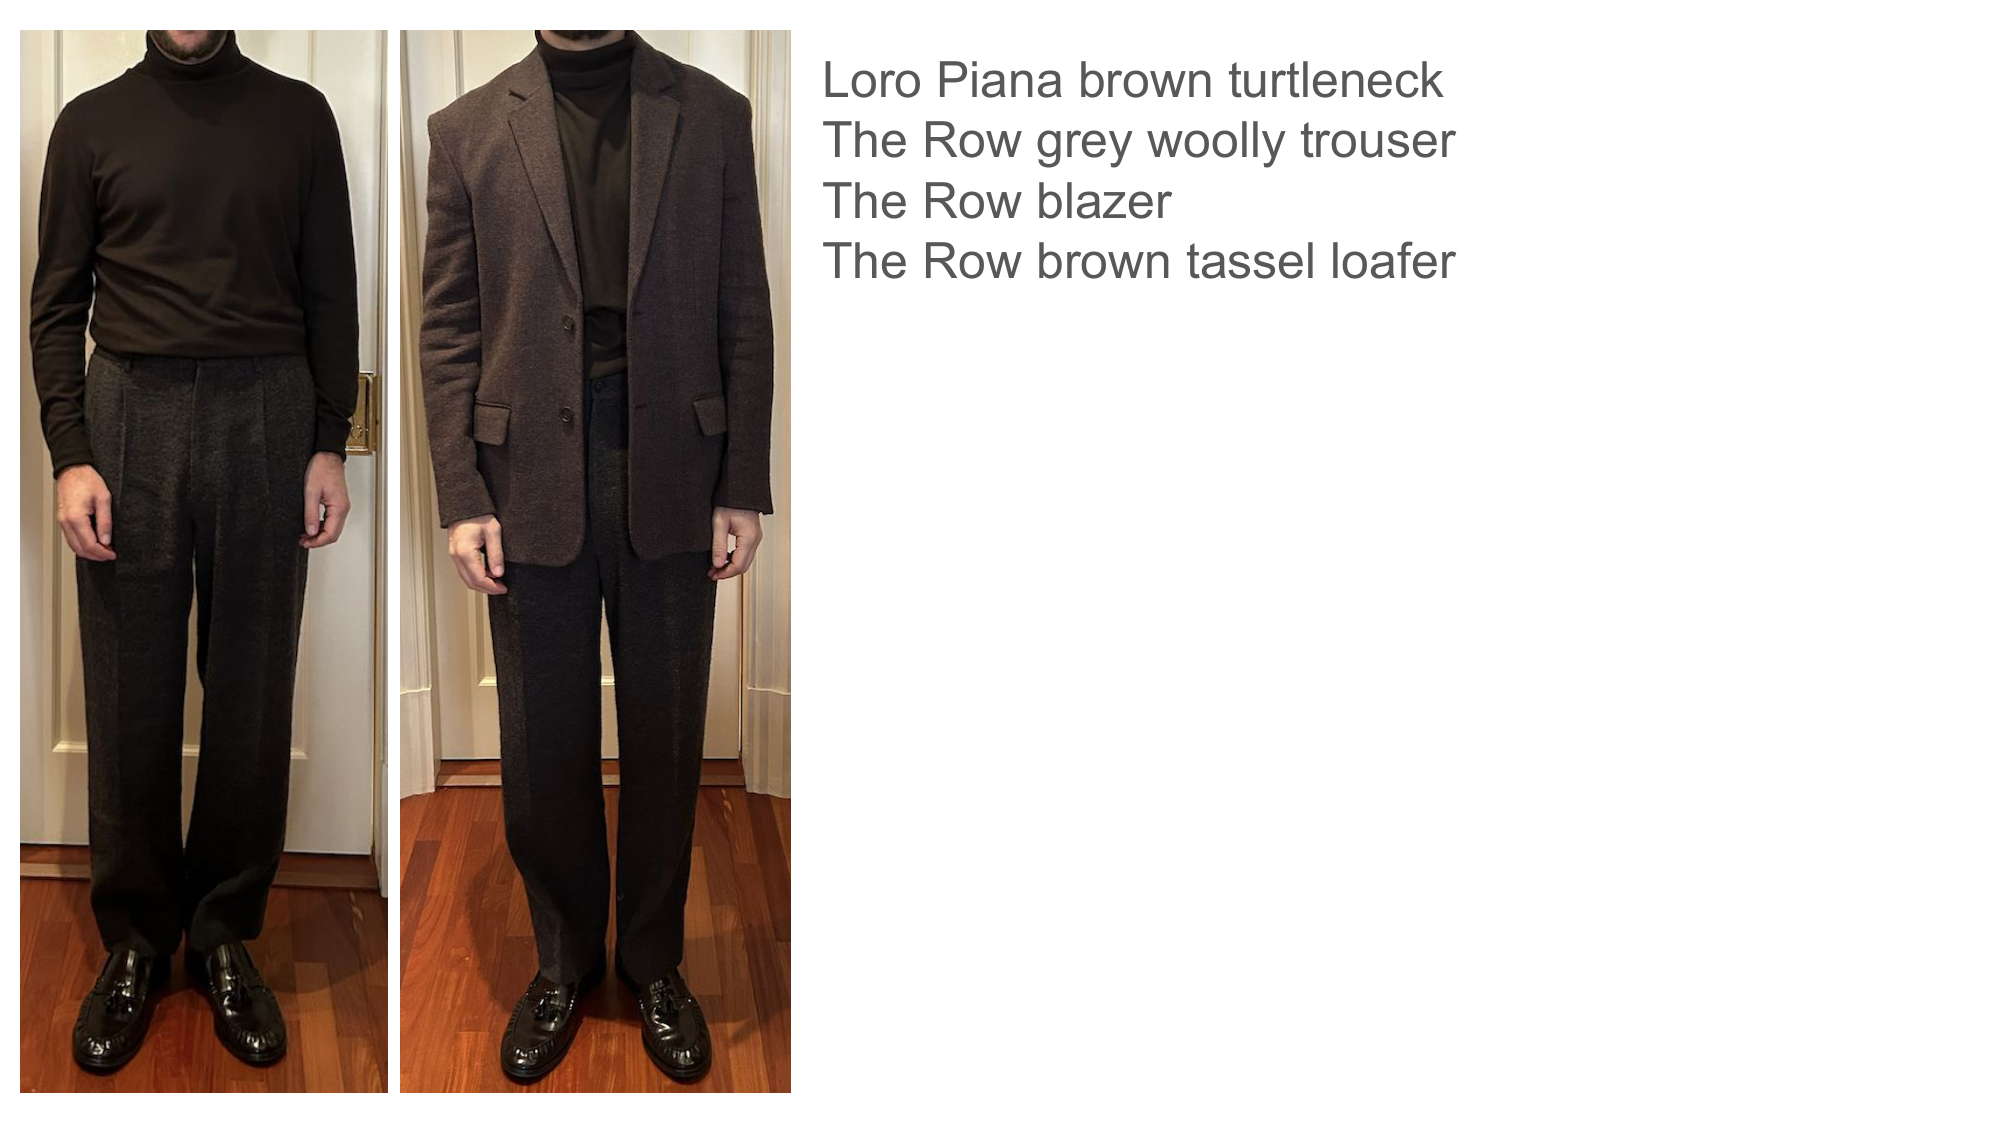 Loro Piana brown turtleneck
The Row grey woolly trouser
The Row blazer
The Row brown tassel loafer